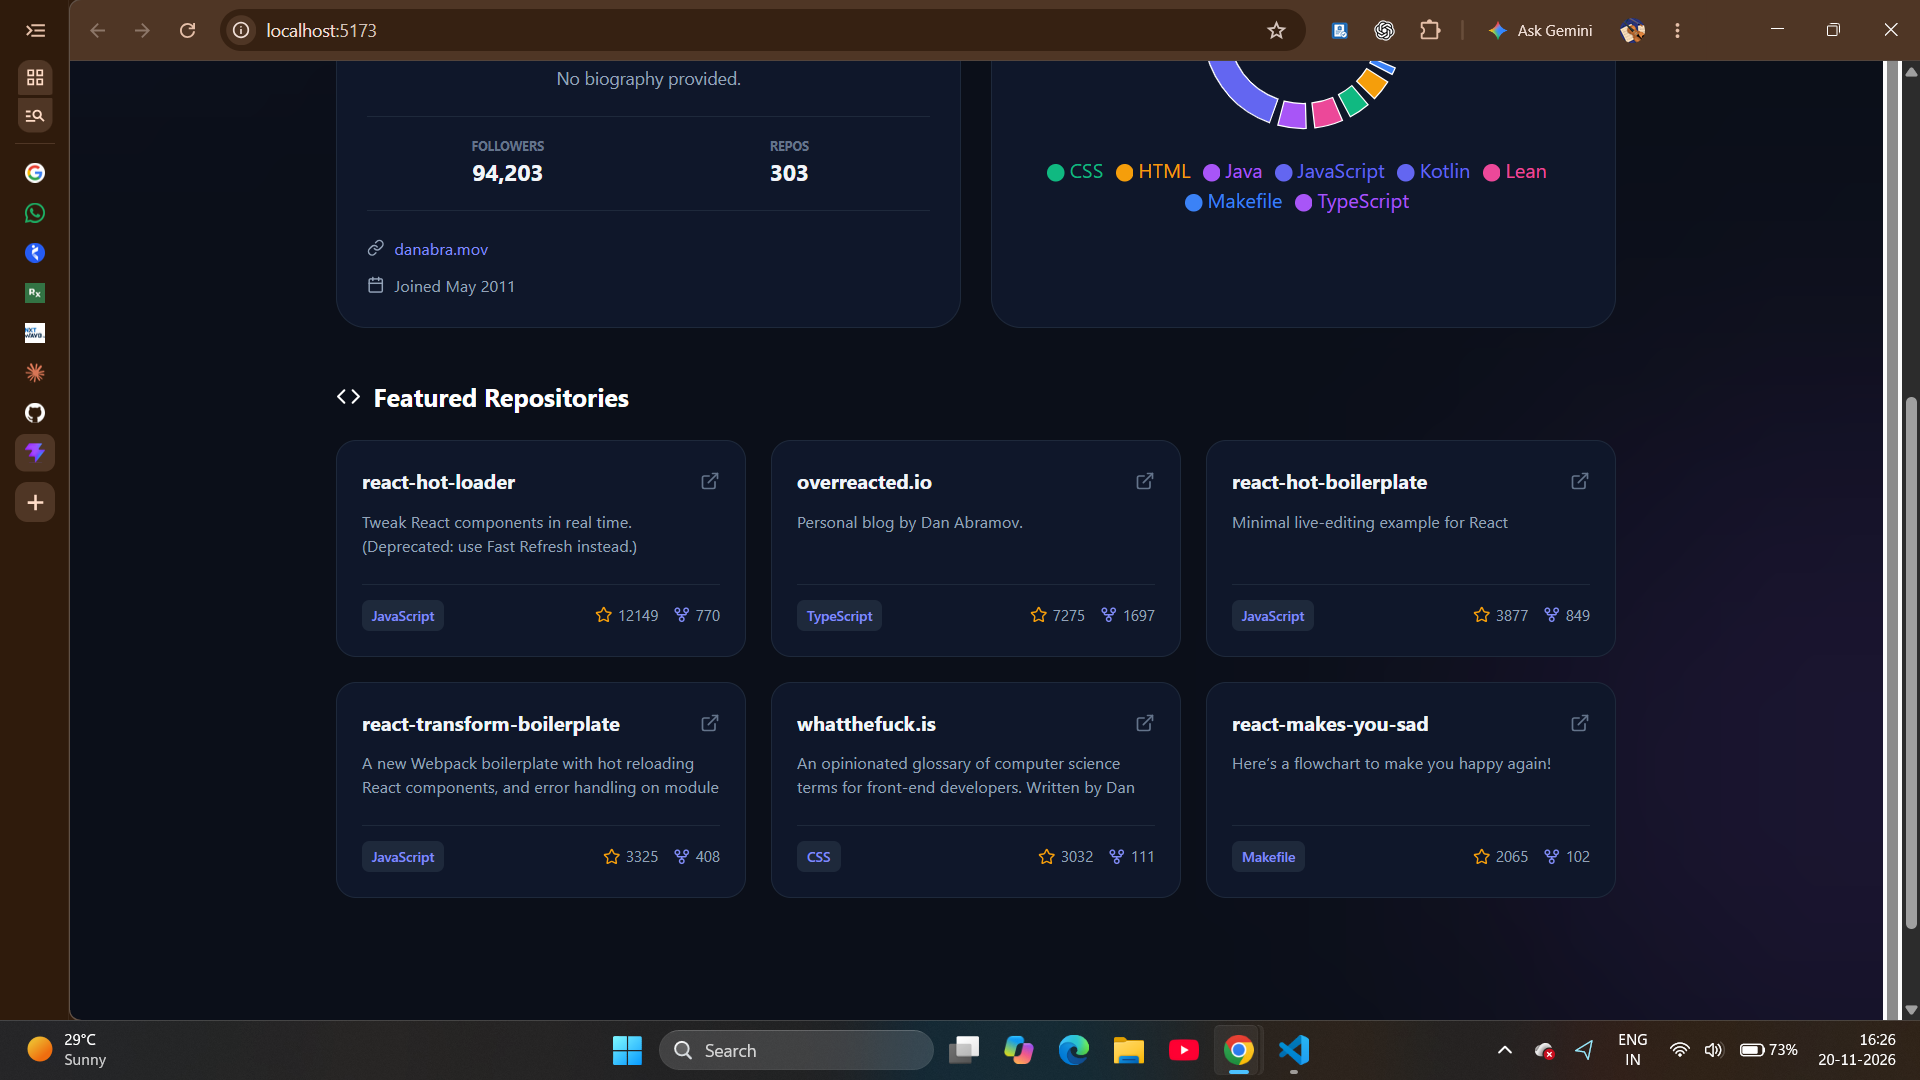 localhost:5173
Ask Gemini
No biography provided.
FOLLOWERS
94,203
REPOS
303
danabra.mov
Joined May 2011
CSS HTML Java JavaScript Kotlin Lean
Makefile TypeScript
Featured Repositories
react-hot-loader
Tweak React components in real time.
(Deprecated: use Fast Refresh instead.)
JavaScript 12149 770
overreacted.io
Personal blog by Dan Abramov.
TypeScript 7275 1697
react-hot-boilerplate
Minimal live-editing example for React
JavaScript 3877 849
react-transform-boilerplate
A new Webpack boilerplate with hot reloading
React components, and error handling on module
JavaScript 3325 408
whatthefuck.is
An opinionated glossary of computer science
terms for front-end developers. Written by Dan
CSS 3032 111
react-makes-you-sad
Here's a flowchart to make you happy again!
Makefile 2065 102
29°C
Sunny
Search
ENG
IN
73%
16:26
20-11-2026